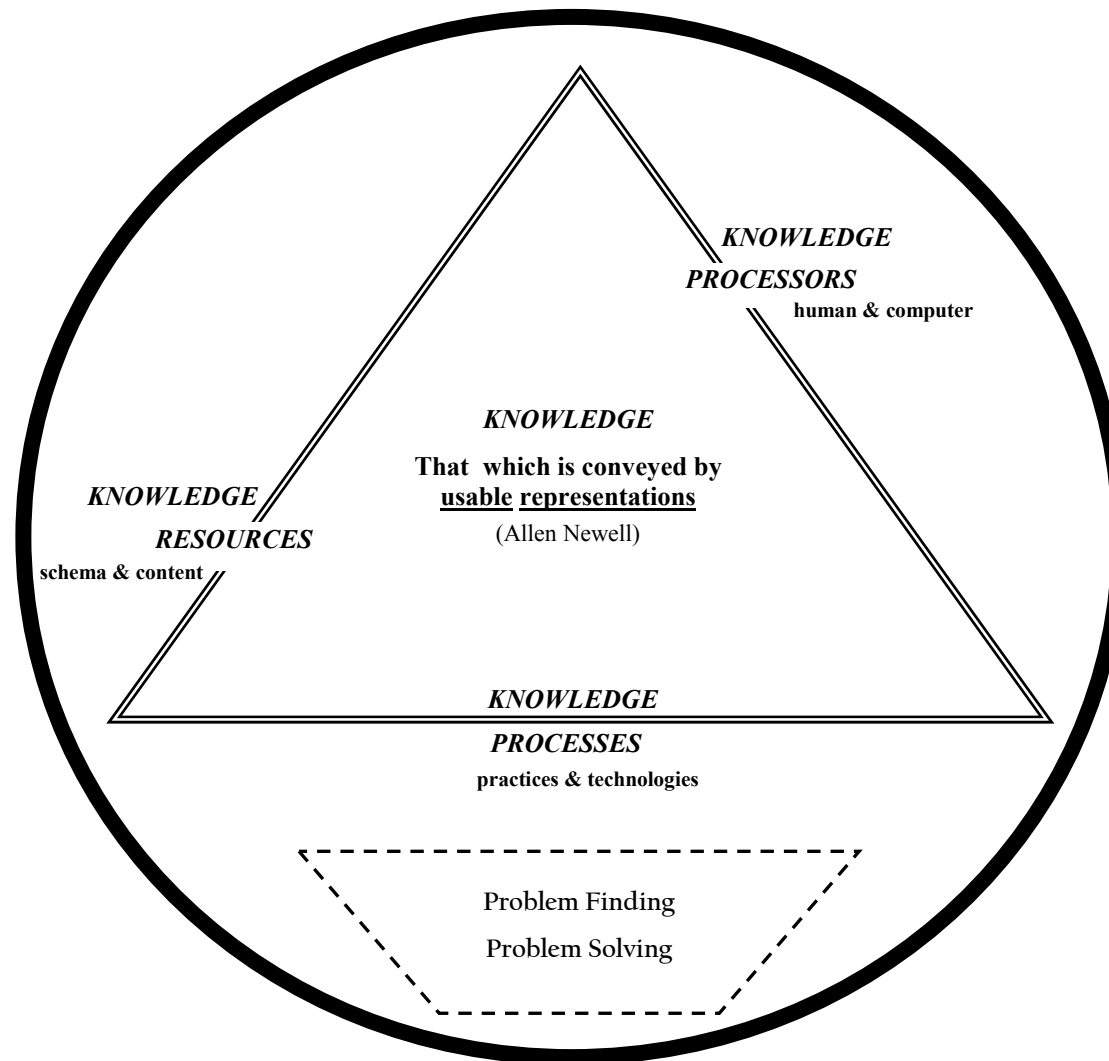 KNOWLEDGE
PROCESSORS
human & computer
KNOWLEDGE
That which is conveyed by
usable representations
(Allen Newell)
KNOWLEDGE
RESOURCES
schema & content
KNOWLEDGE
PROCESSES
practices & technologies
Problem Finding
Problem Solving